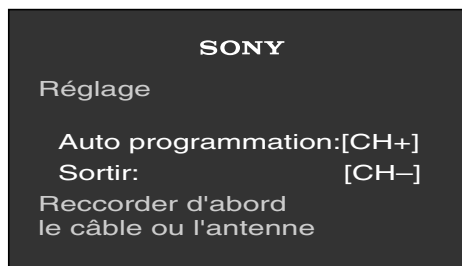 SONY
Réglage
Auto programmation:[CH+]
Sortir: [CH–]
Reccorder d'abord
le câble ou l'antenne